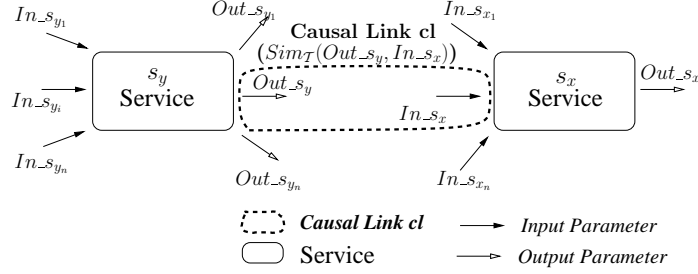 In_s_{y_1}
Out_s_{y_1}
Causal Link cl
(Sim_T(Out_s_y, In_s_x))
In_s_{x_1}
s_y
Service
In_s_{y_i}
Out_s_y
In_s_x
s_x
Service
Out_s_x
In_s_{y_n}
Out_s_{y_n}
In_s_{x_n}
Causal Link cl
Input Parameter
Service
Output Parameter